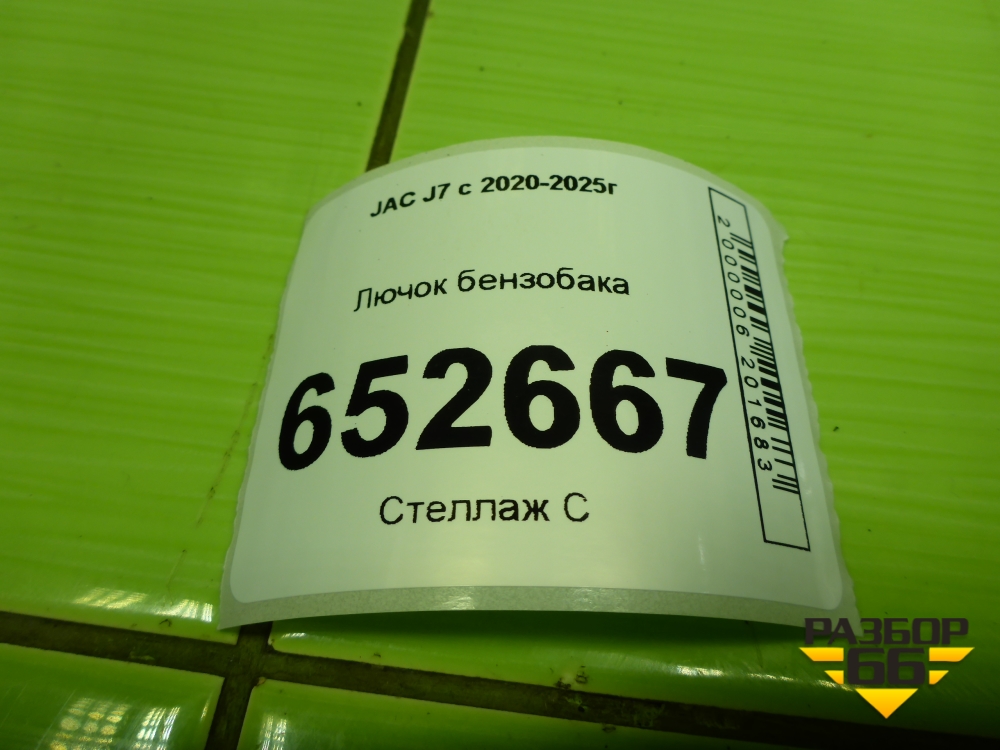 JAC J7 с 2020-2025г
Лючок бензобака
652667
Стеллаж С
2000006201683
РАЗБОР
66